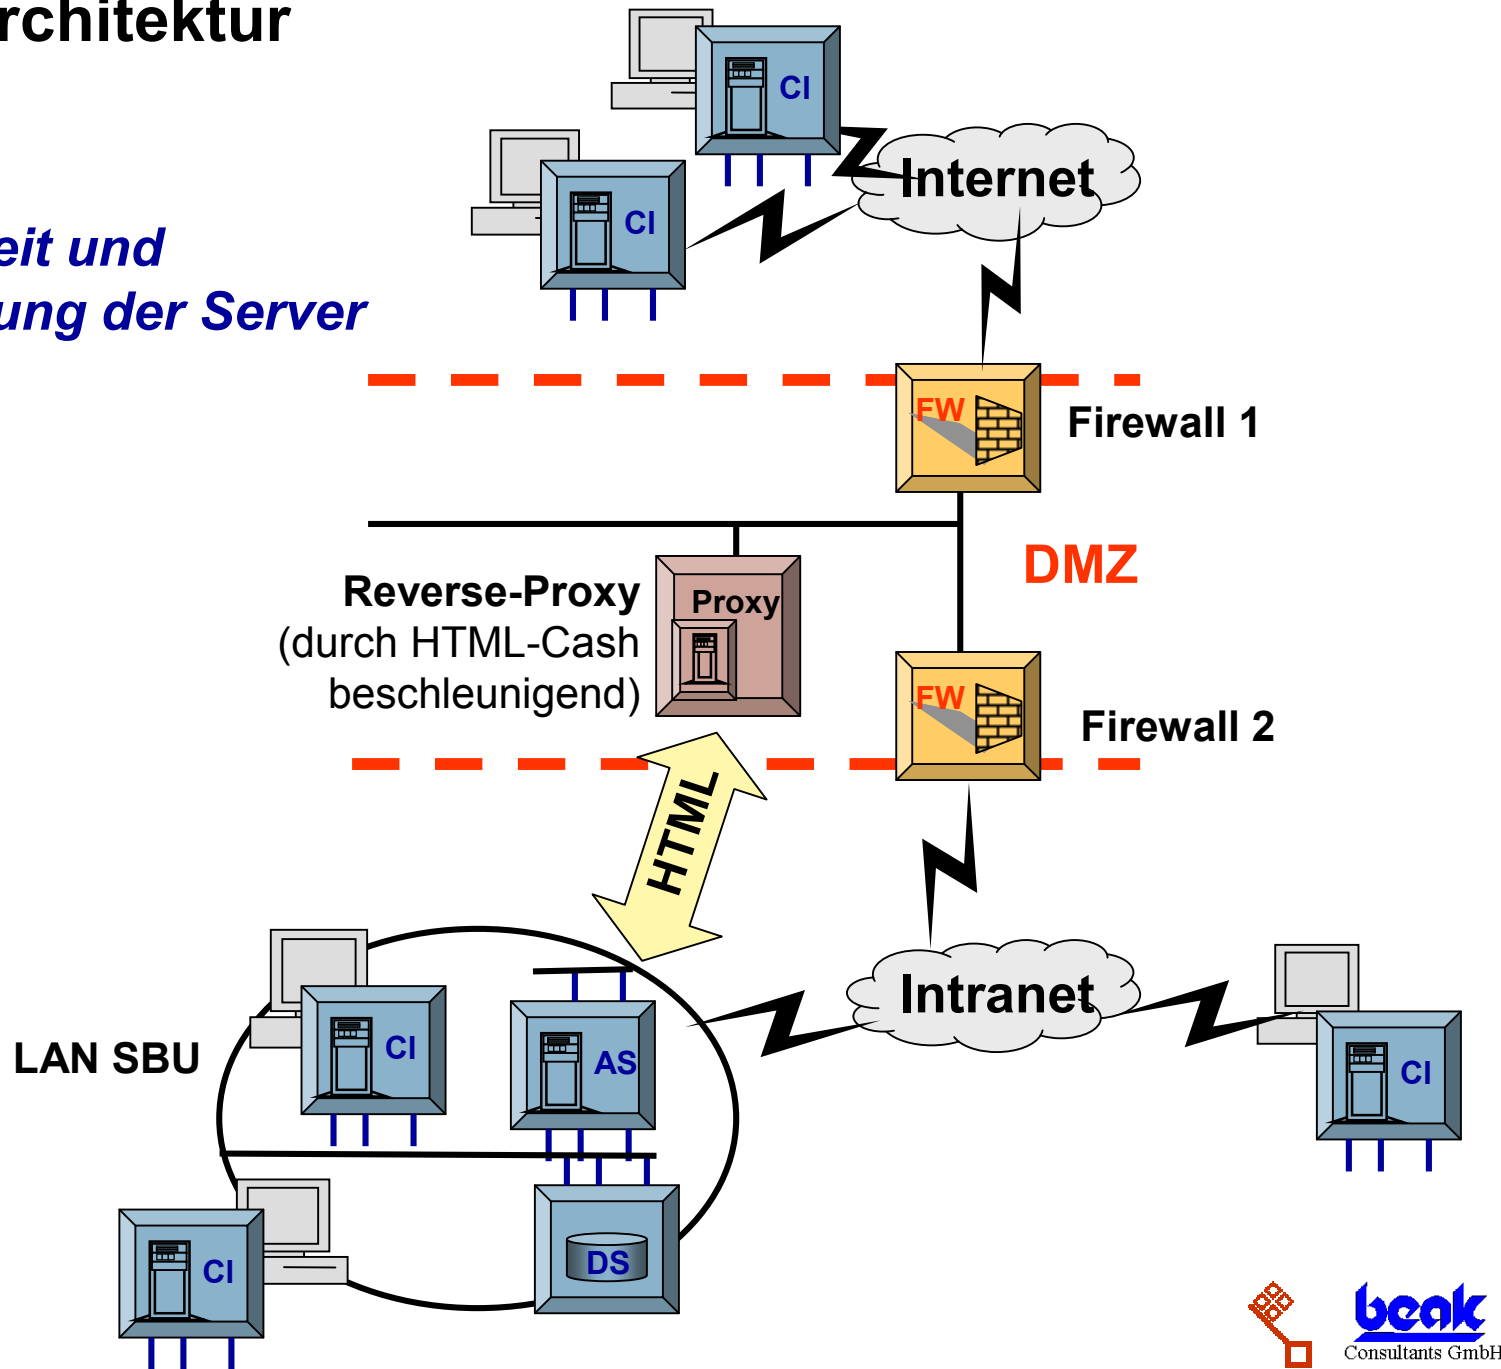 rchitektur
CI
Internet
CI
eit und
ung der Server
FW
Firewall 1
DMZ
Reverse-Proxy
(durch HTML-Cash
beschleunigend)
Proxy
FW
Firewall 2
HTML
Intranet
LAN SBU
CI
AS
CI
CI
DS
beak
Consultants GmbH